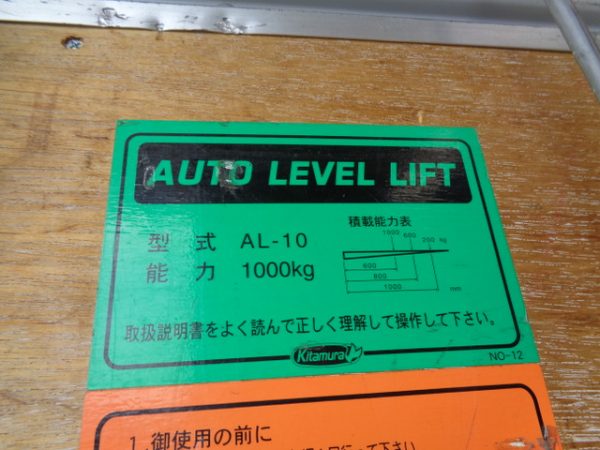 AUTO LEVEL LIFT
型 式 AL-10
能 力 1000kg
積載能力表
1000 600 250 kg
600
800
1000 mm
取扱説明書をよく読んで正しく理解して操作して下さい。
Kitamura
NO-12
1.御使用の前に